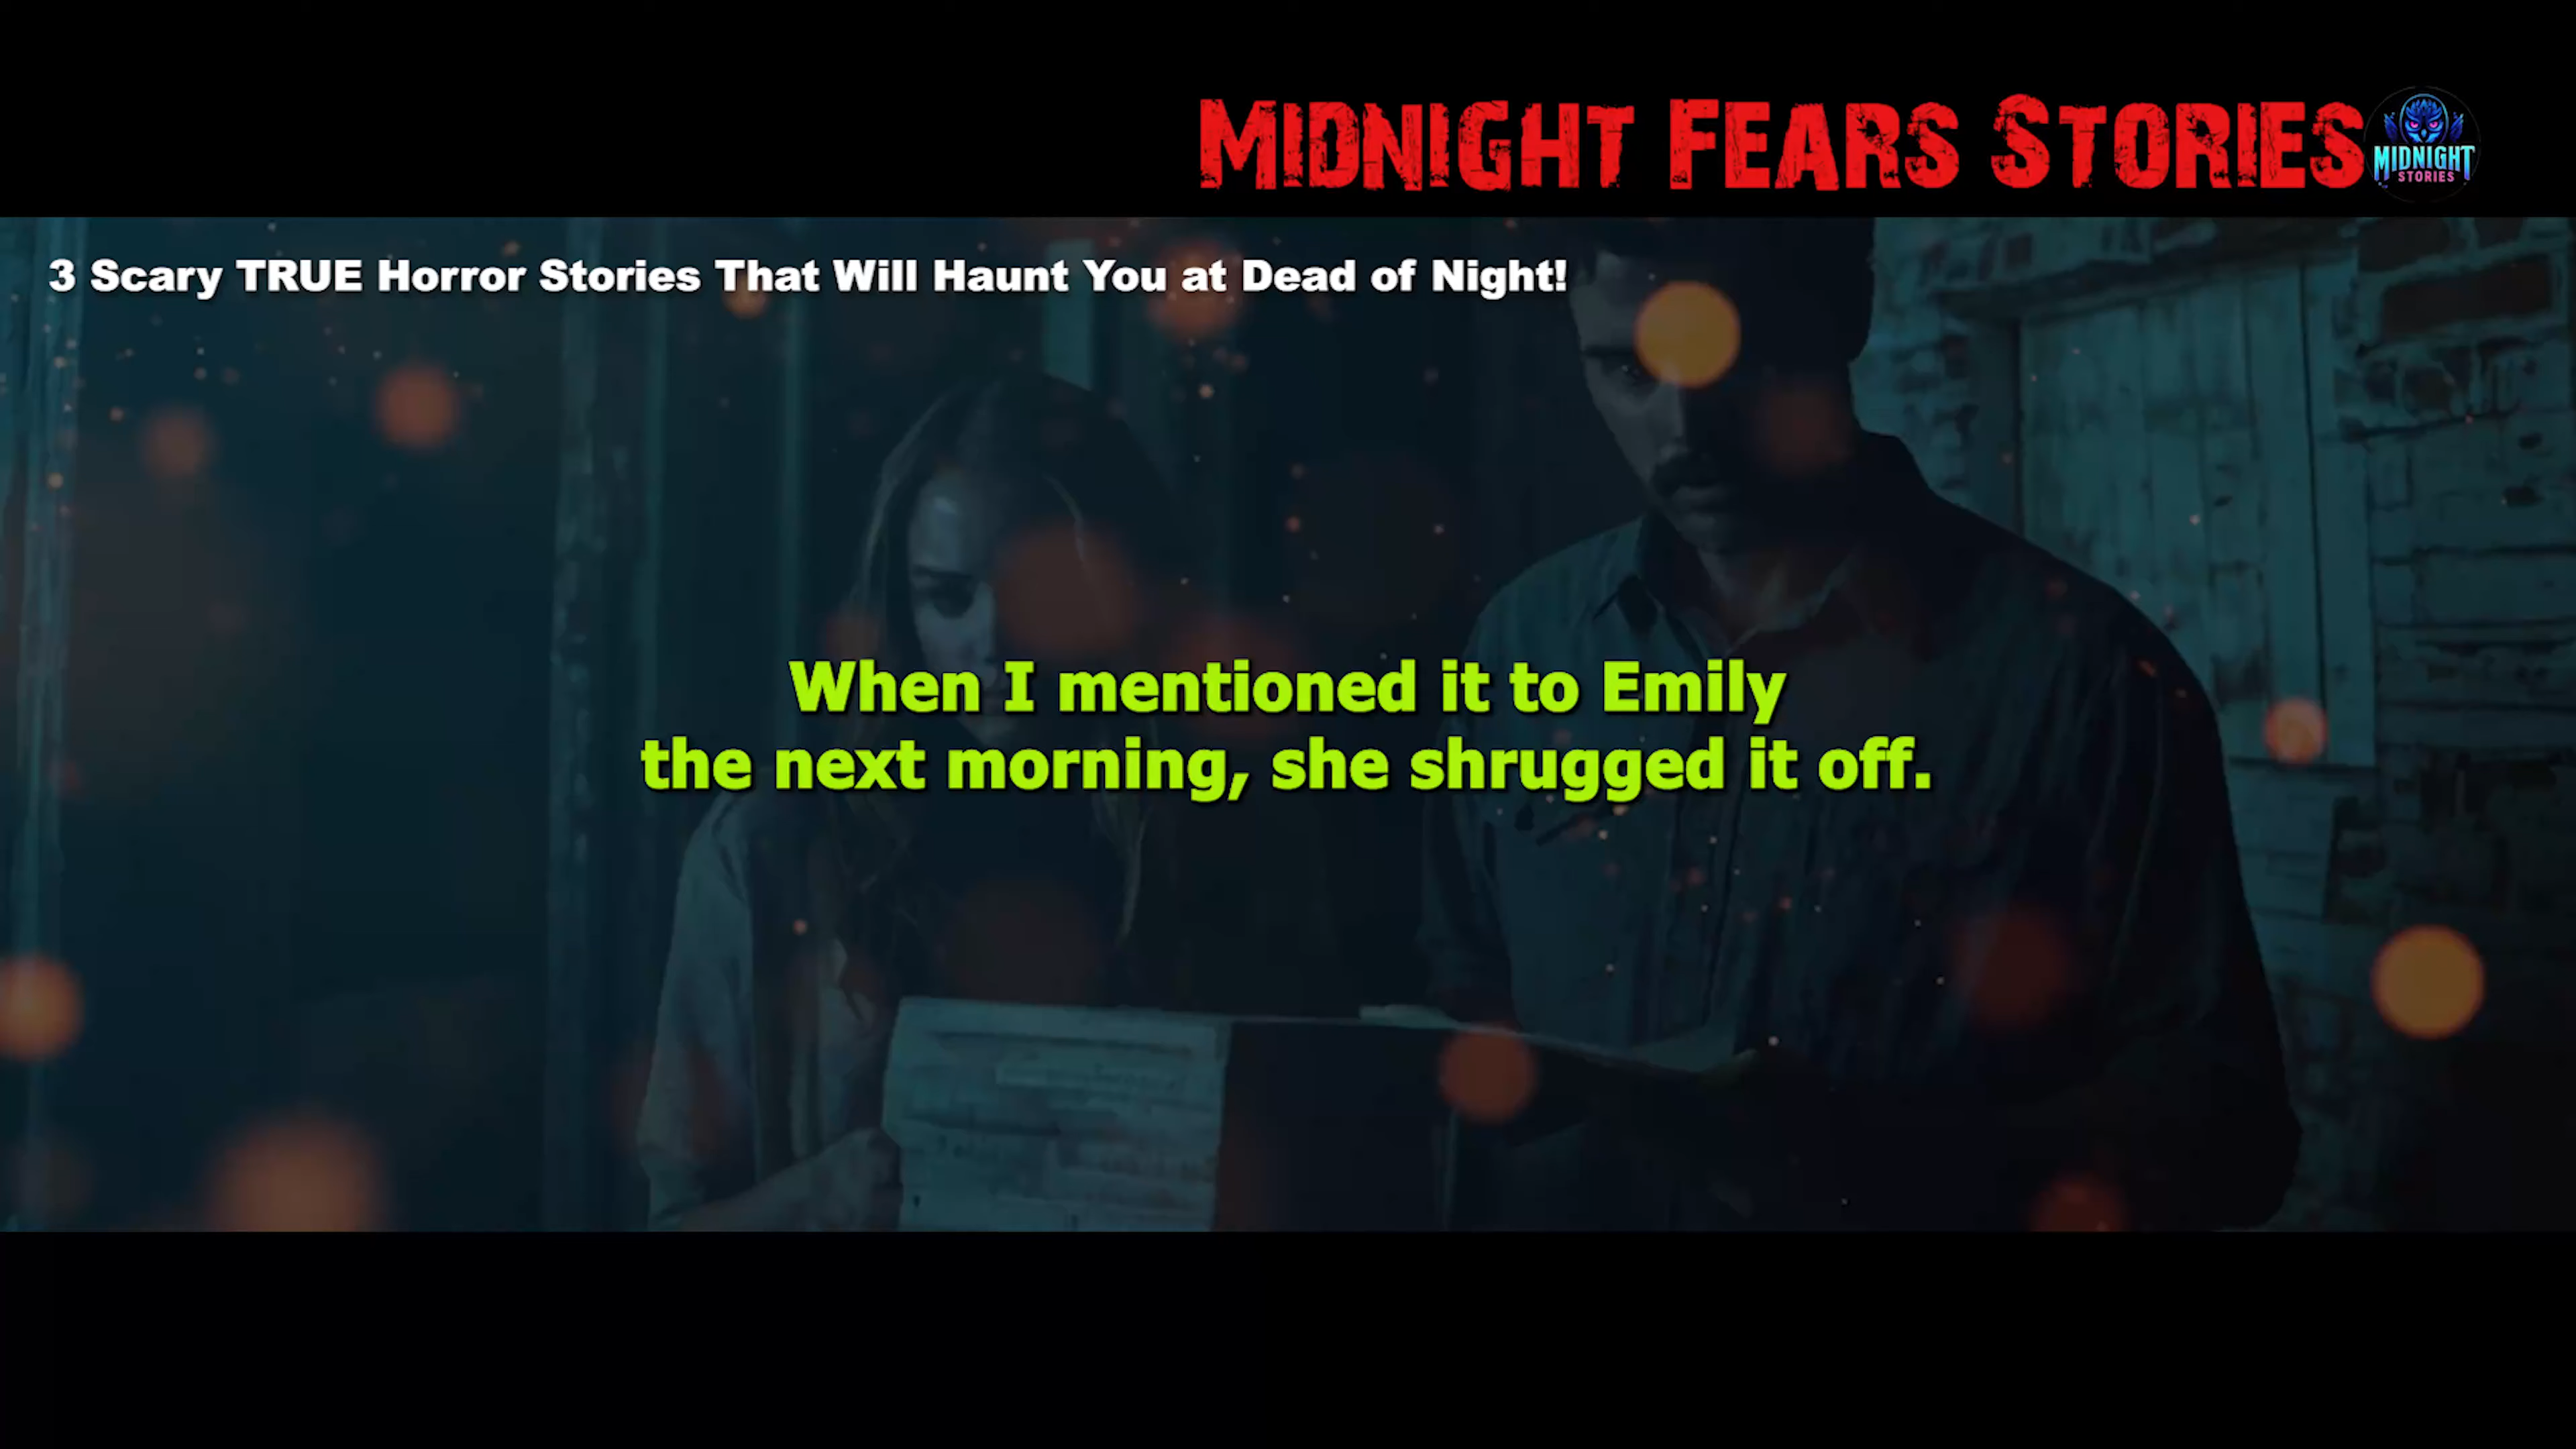 MIDNIGHT FEARS STORIES
MIDNIGHT
STORIES
3 Scary TRUE Horror Stories That Will Haunt You at Dead of Night!
When I mentioned it to Emily
the next morning, she shrugged it off.